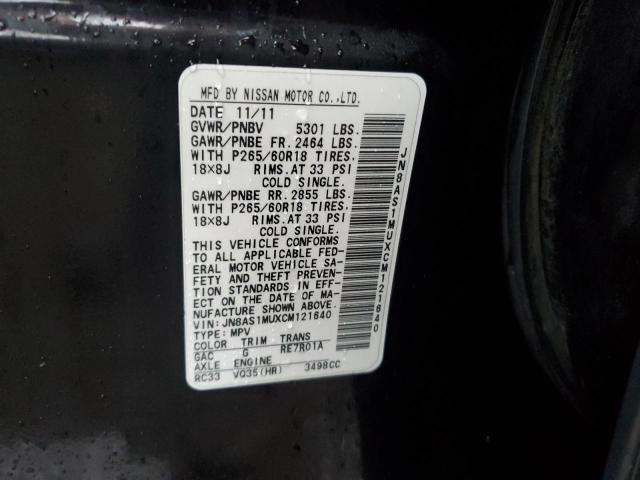 MFD BY NISSAN MOTOR CO.,LTD.
DATE 11/11
GVWR/PNBV 5301 LBS.
GAWR/PNBE FR. 2464 LBS.
WITH P265/60R18 TIRES.
18X8J RIMS.AT 33 PSI
COLD SINGLE.
GAWR/PNBE RR. 2855 LBS.
WITH P265/60R18 TIRES.
18X8J RIMS.AT 33 PSI
COLD SINGLE.
THIS VEHICLE CONFORMS
TO ALL APPLICABLE FED-
ERAL MOTOR VEHICLE SA-
FETY AND THEFT PREVEN-
TION STANDARDS IN EFF-
ECT ON THE DATE OF MA-
NUFACTURE SHOWN ABOVE.
VIN:JN8AS1MUXCM121640
TYPE:MPV
COLOR TRIM TRANS
GAC G RE7R01A
AXLE ENGINE
RC33 VQ35(HR) 3498CC
JN8AS1MUXCM121640